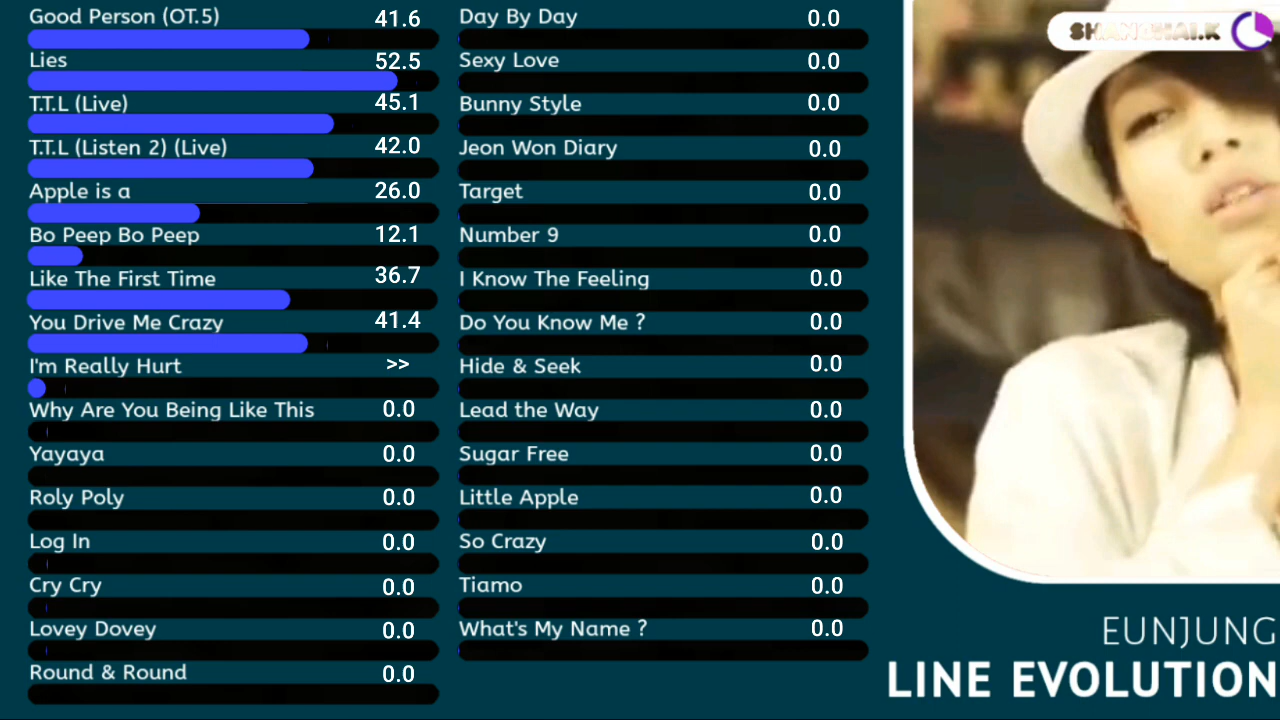 Good Person (OT.5) 41.6
Lies 52.5
T.T.L (Live) 45.1
T.T.L (Listen 2) (Live) 42.0
Apple is a 26.0
Bo Peep Bo Peep 12.1
Like The First Time 36.7
You Drive Me Crazy 41.4
I'm Really Hurt >>
Why Are You Being Like This 0.0
Yayaya 0.0
Roly Poly 0.0
Log In 0.0
Cry Cry 0.0
Lovey Dovey 0.0
Round & Round 0.0
Day By Day 0.0
Sexy Love 0.0
Bunny Style 0.0
Jeon Won Diary 0.0
Target 0.0
Number 9 0.0
I Know The Feeling 0.0
Do You Know Me ? 0.0
Hide & Seek 0.0
Lead the Way 0.0
Sugar Free 0.0
Little Apple 0.0
So Crazy 0.0
Tiamo 0.0
What's My Name ? 0.0
SHANGHAI.K
EUNJUNG
LINE EVOLUTION